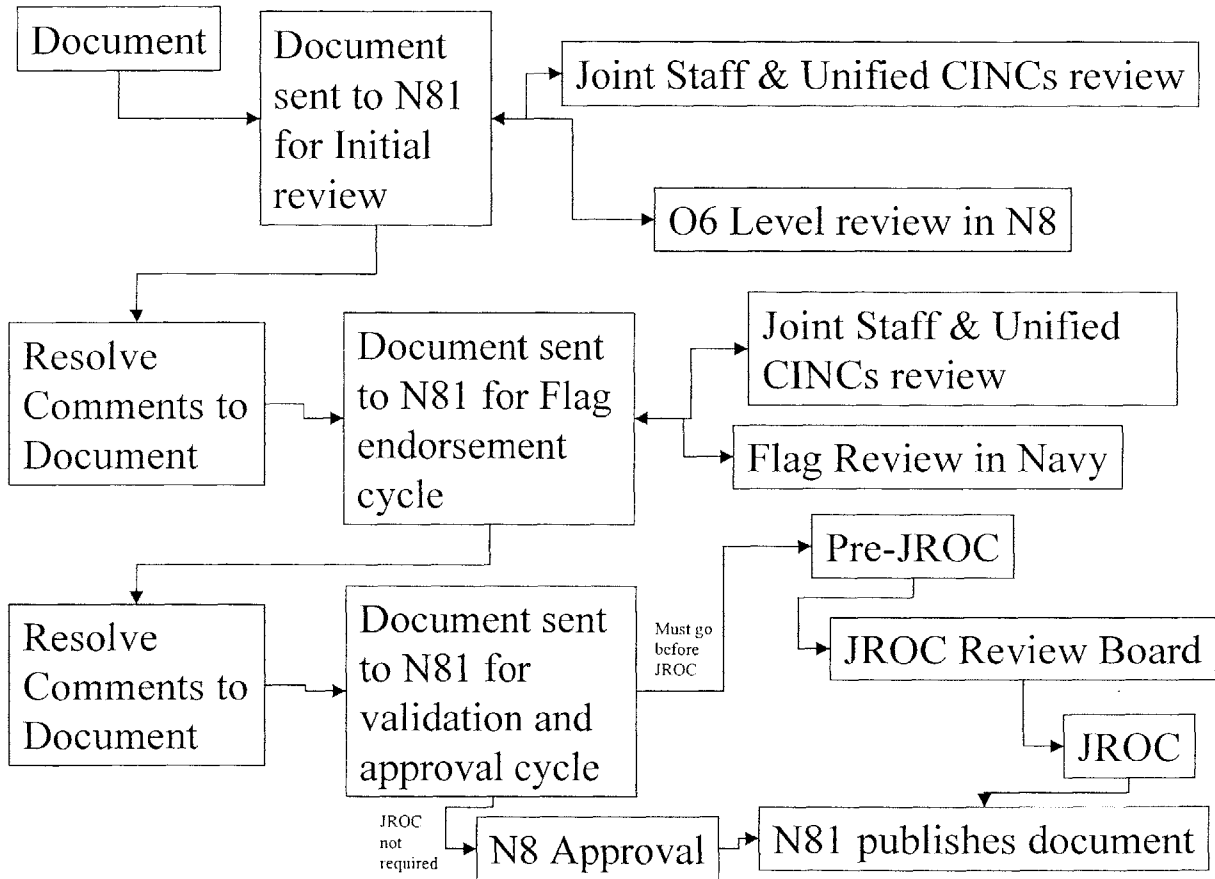 Document
Document
sent to N81
for Initial
review
Joint Staff & Unified CINCs review
O6 Level review in N8
Resolve
Comments to
Document
Document sent
to N81 for Flag
endorsement
cycle
Joint Staff & Unified
CINCs review
Flag Review in Navy
Resolve
Comments to
Document
Document sent
to N81 for
validation and
approval cycle
Must go
before
JROC
Pre-JROC
JROC Review Board
JROC
JROC
not
required
N8 Approval
N81 publishes document